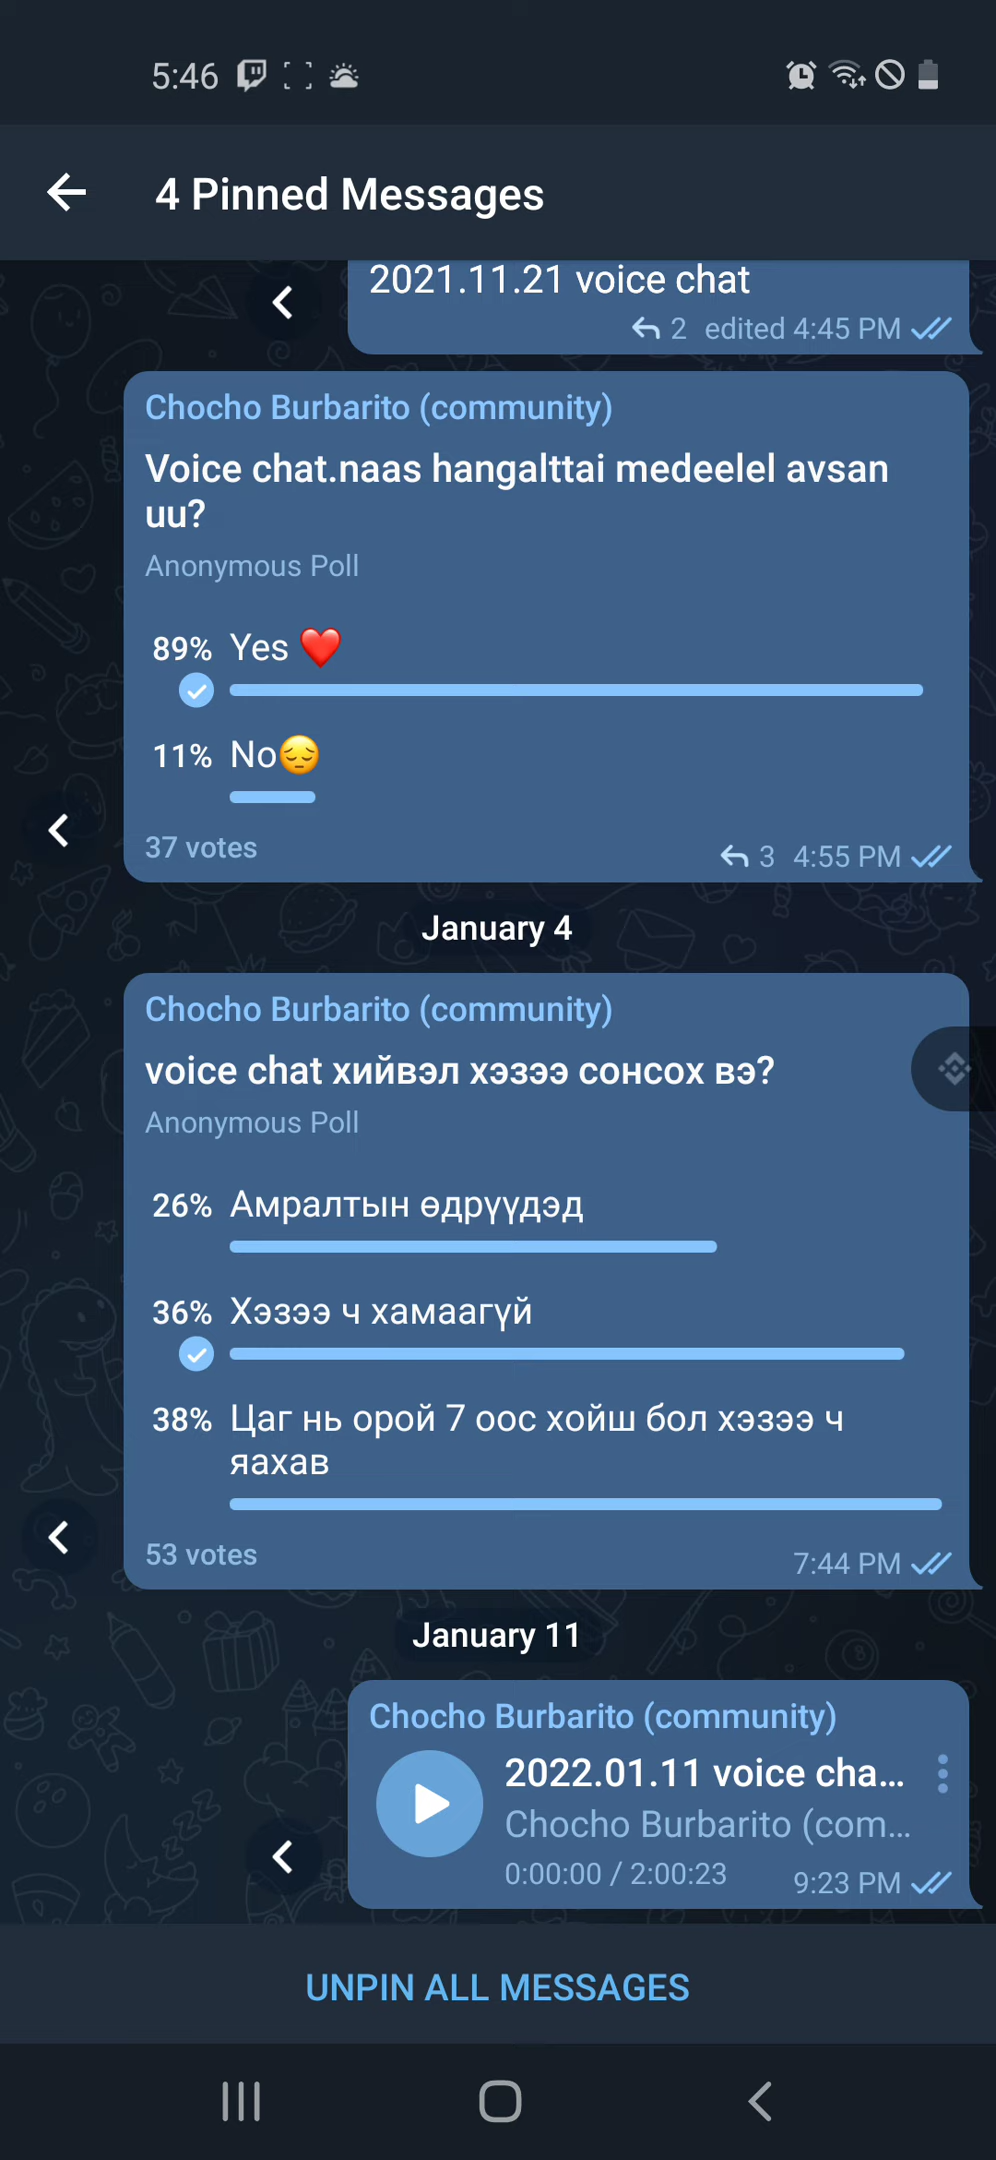 5:46
4 Pinned Messages
2021.11.21 voice chat
2 edited 4:45 PM
Chocho Burbarito (community)
Voice chat.naas hangalttai medeelel avsan
uu?
Anonymous Poll
89% Yes ❤️
11% No😔
37 votes
3 4:55 PM
January 4
Chocho Burbarito (community)
voice chat хийвэл хэзээ сонсох вэ?
Anonymous Poll
26% Амралтын өдрүүдэд
36% Хэзээ ч хамаагүй
38% Цаг нь орой 7 оос хойш бол хэзээ ч
яахав
53 votes
7:44 PM
January 11
Chocho Burbarito (community)
2022.01.11 voice cha...
Chocho Burbarito (com...
0:00:00 / 2:00:23
9:23 PM
UNPIN ALL MESSAGES